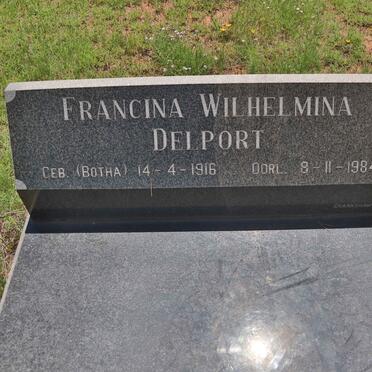 FRANCINA WILHELMINA
DELPORT
GEB. (BOTHA) 14-4-1916 OORL. 8-11-1984